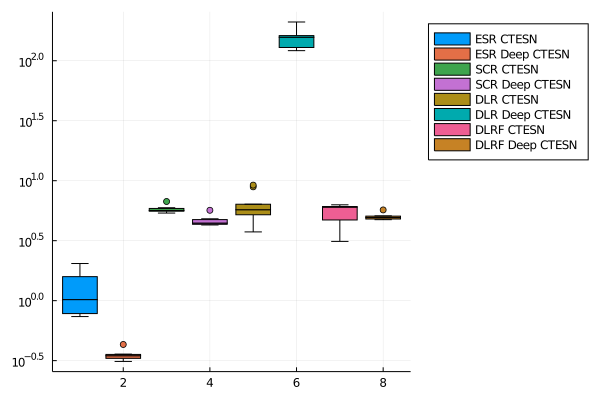 10^2.0
10^1.5
10^1.0
10^0.5
10^0.0
10^−0.5
2
4
6
8
ESR CTESN
ESR Deep CTESN
SCR CTESN
SCR Deep CTESN
DLR CTESN
DLR Deep CTESN
DLRF CTESN
DLRF Deep CTESN